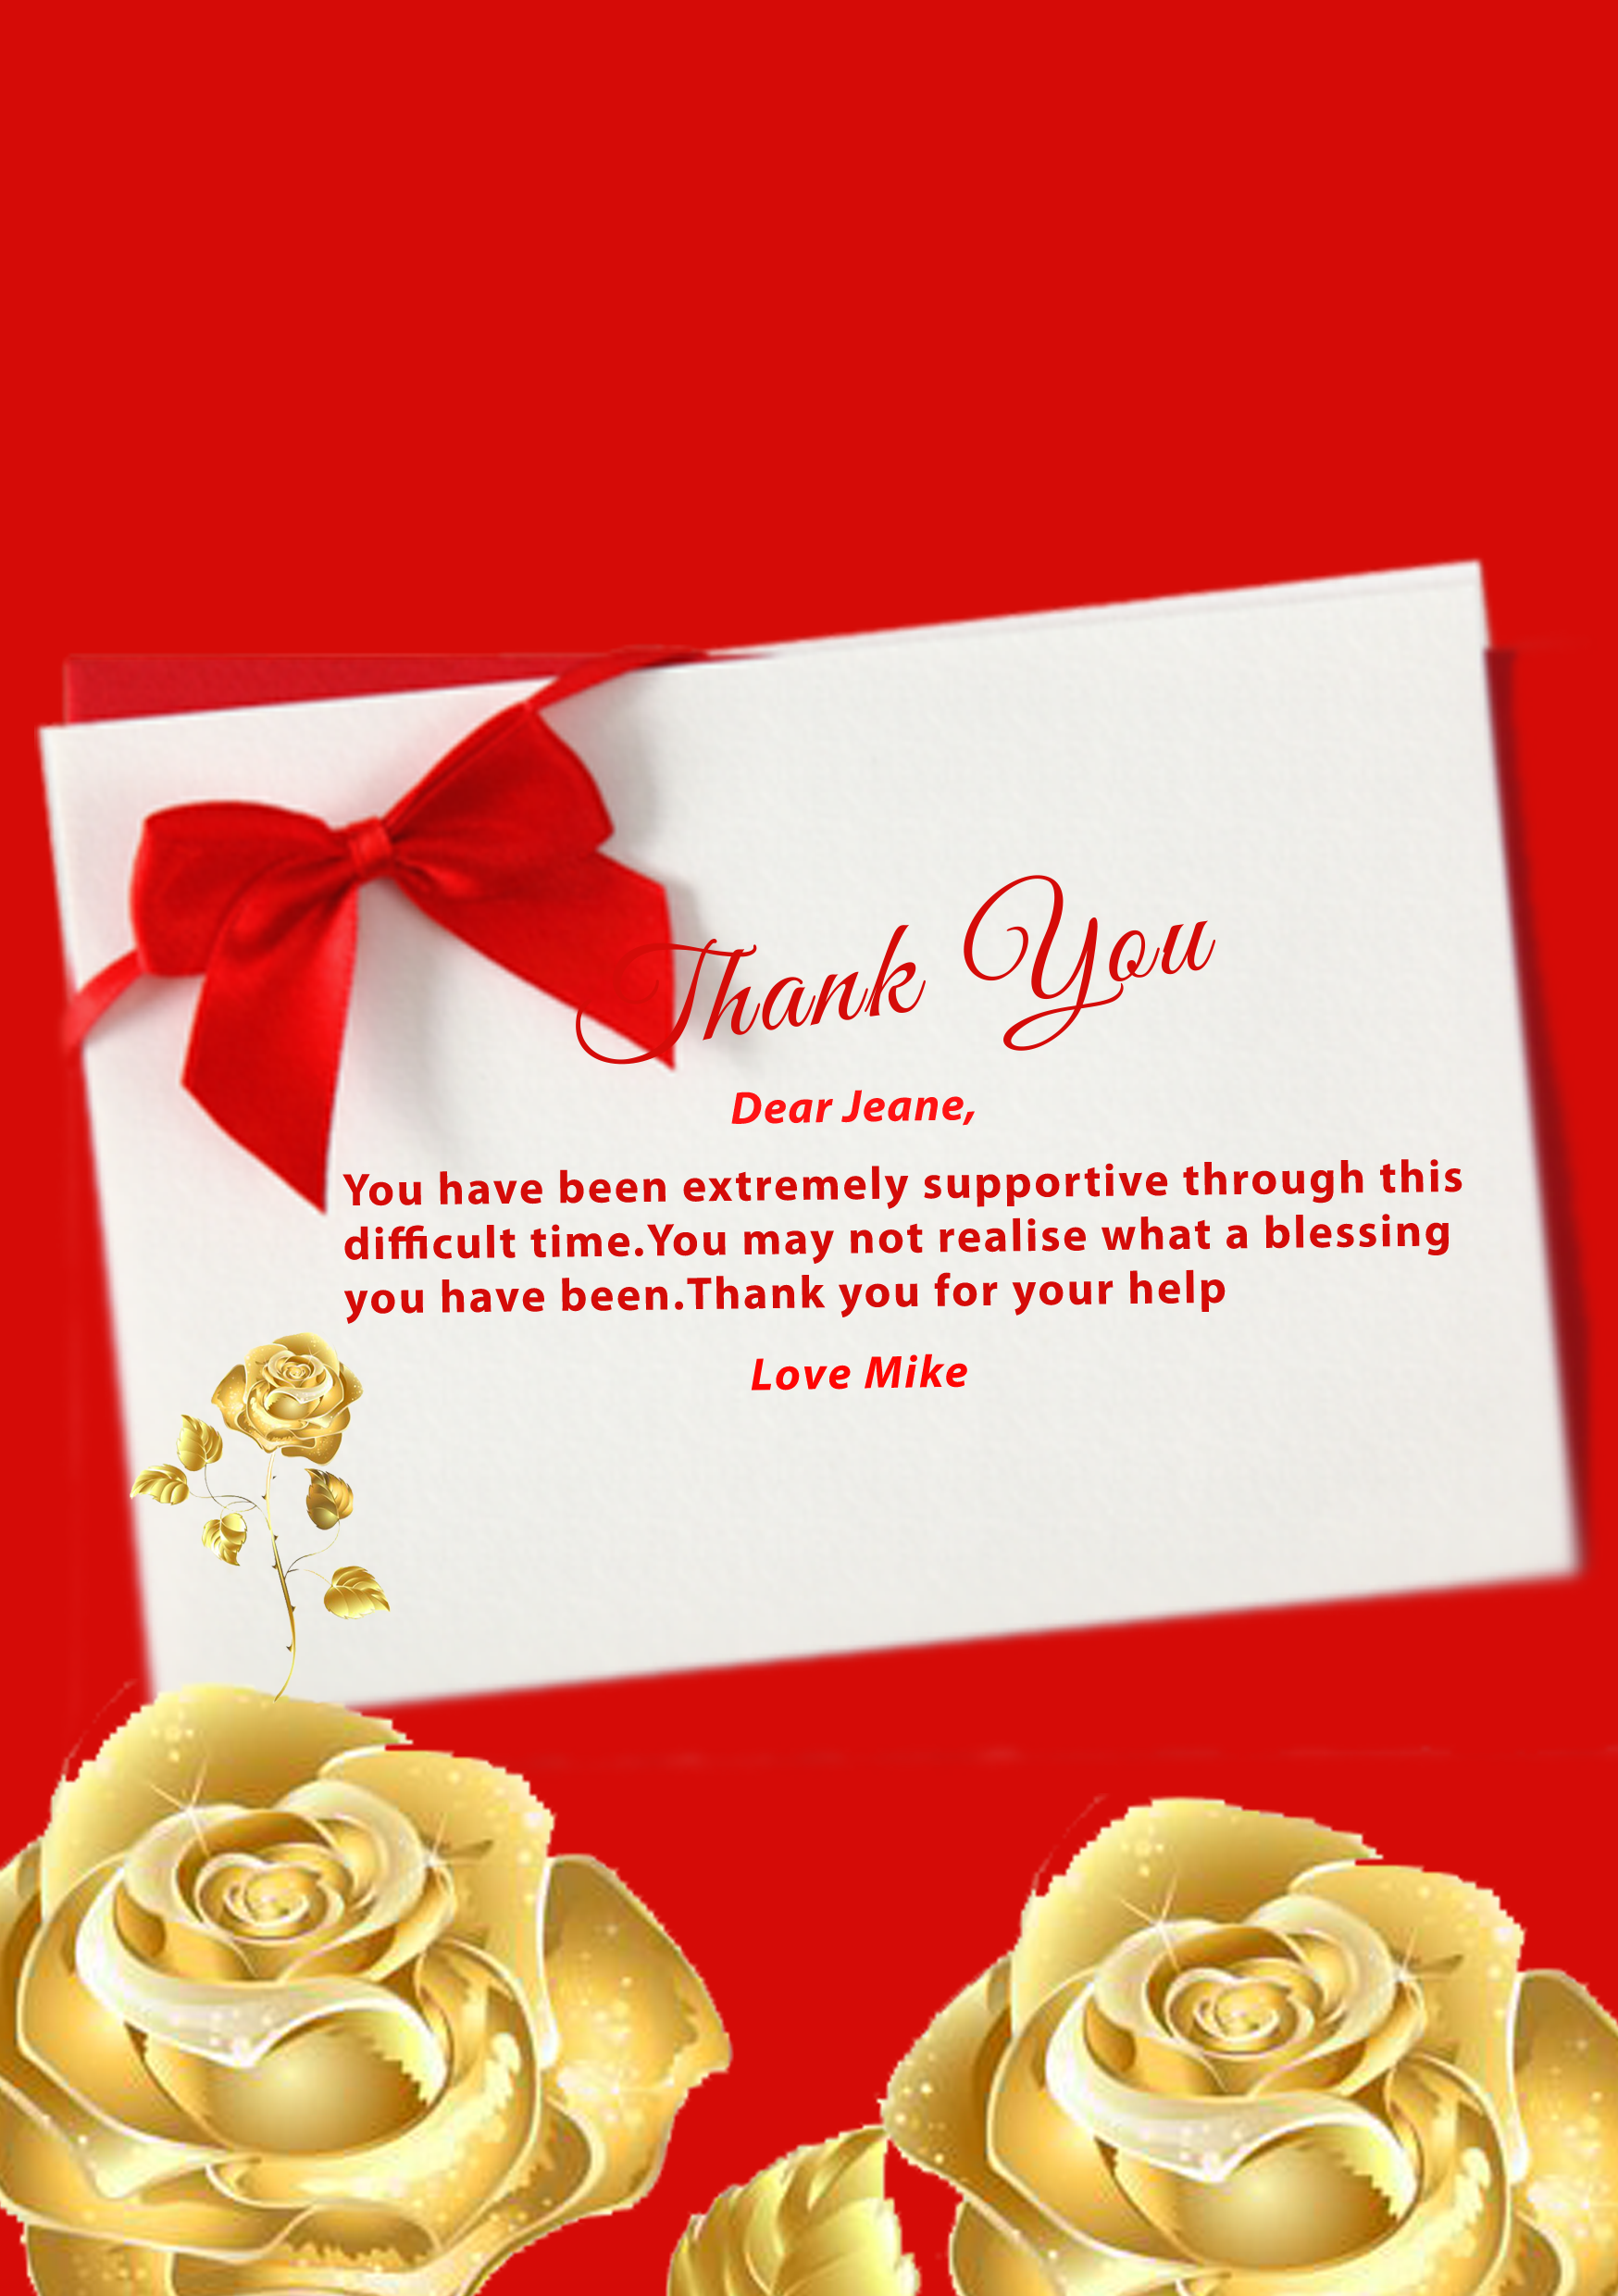 Thank You
Dear Jeane,
You have been extremely supportive through this
difficult time.You may not realise what a blessing
you have been.Thank you for your help
Love Mike